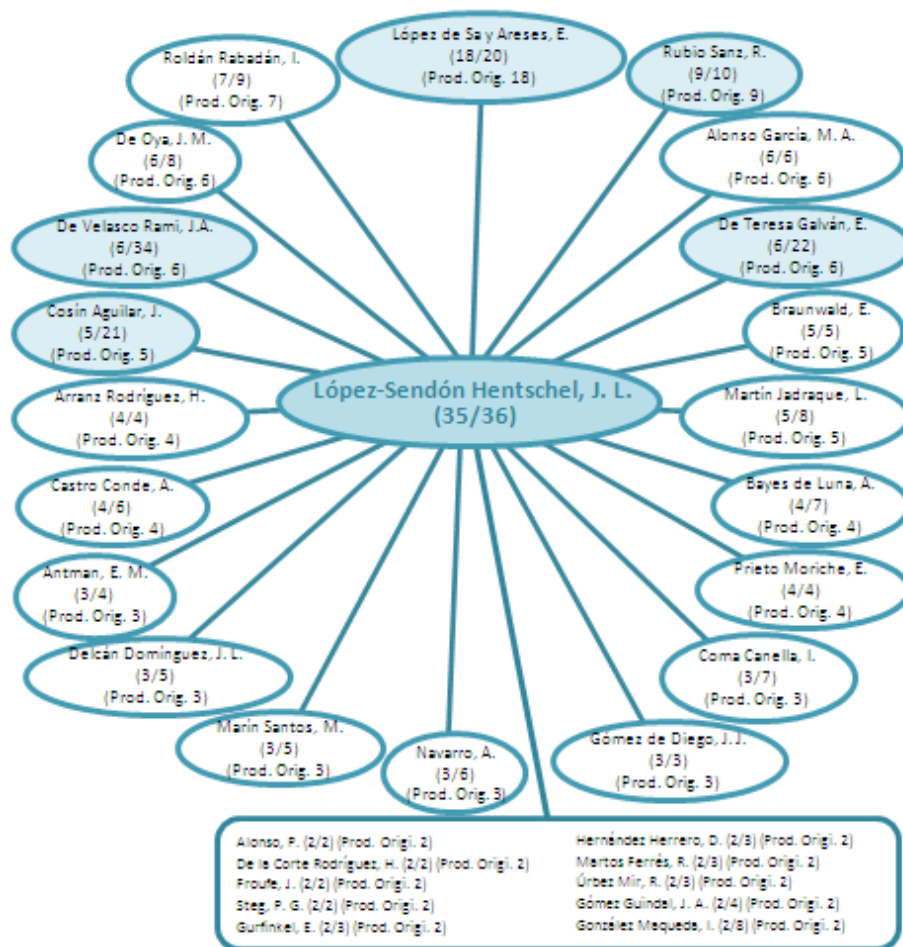 López de Sa y Areses, E.
(18/20)
(Prod. Orig. 18)
Rubio Sanz, R.
(9/10)
(Prod. Orig. 9)
Alonso García, M. A.
(6/6)
(Prod. Orig. 6)
De Teresa Galván, E.
(6/22)
(Prod. Orig. 6)
Braunwald, E.
(5/5)
(Prod. Orig. 5)
Martín Jadraque, L.
(5/8)
(Prod. Orig. 5)
Bayes de Luna, A.
(4/7)
(Prod. Orig. 4)
Prieto Moriche, E.
(4/4)
(Prod. Orig. 4)
Coma Canella, I.
(3/7)
(Prod. Orig. 3)
Gómez de Diego, J. J.
(3/3)
(Prod. Orig. 3)
Navarro, A.
(3/6)
(Prod. Orig. 3)
Marín Santos, M.
(3/5)
(Prod. Orig. 3)
Delcán Domínguez, J. L.
(3/5)
(Prod. Orig. 3)
Antman, E. M.
(3/4)
(Prod. Orig. 3)
Castro Conde, A.
(4/6)
(Prod. Orig. 4)
Arranz Rodríguez, H.
(4/4)
(Prod. Orig. 4)
Cosín Aguilar, J.
(5/21)
(Prod. Orig. 5)
De Velasco Rami, J.A.
(6/34)
(Prod. Orig. 6)
De Oya, J. M.
(6/8)
(Prod. Orig. 6)
Roldán Rabadán, I.
(7/9)
(Prod. Orig. 7)
López-Sendón Hentschel, J. L.
(35/36)
Alonso, P. (2/2) (Prod. Origi. 2)
De la Corte Rodríguez, H. (2/2) (Prod. Origi. 2)
Froufe, J. (2/2) (Prod. Origi. 2)
Steg, P. G. (2/2) (Prod. Origi. 2)
Gurfinkel, E. (2/3) (Prod. Origi. 2)
Hernández Herrero, D. (2/3) (Prod. Origi. 2)
Martos Ferrés, R. (2/3) (Prod. Origi. 2)
Úrbez Mir, R. (2/3) (Prod. Origi. 2)
Gómez Guindal, J. A. (2/4) (Prod. Origi. 2)
González Maqueda, I. (2/8) (Prod. Origi. 2)